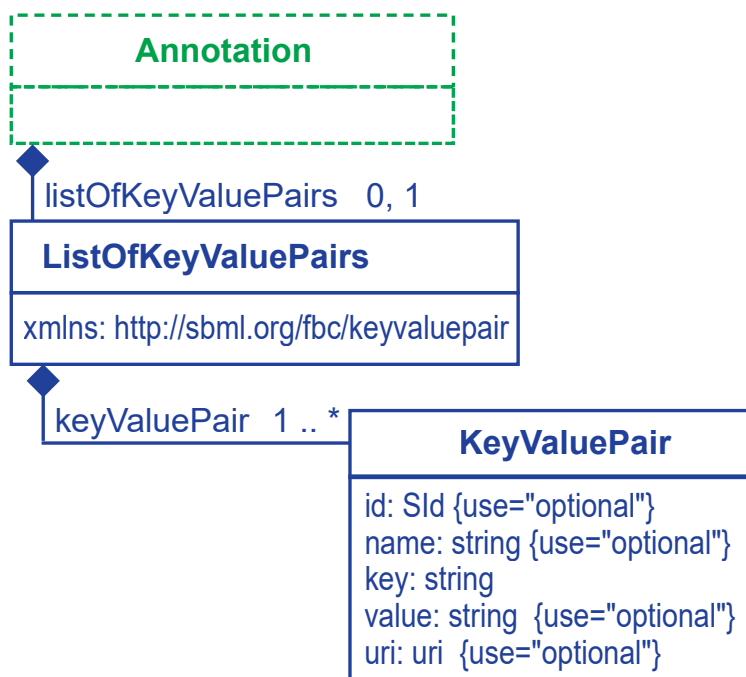 Annotation
listOfKeyValuePairs 0, 1
ListOfKeyValuePairs
xmlns: http://sbml.org/fbc/keyvaluepair
keyValuePair 1 .. *
KeyValuePair
id: SId {use="optional"}
name: string {use="optional"}
key: string
value: string {use="optional"}
uri: uri {use="optional"}